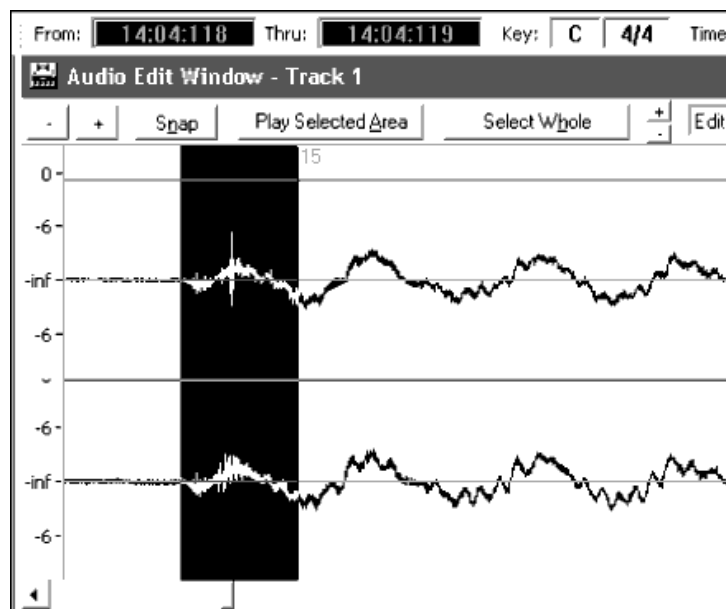 From: 14:04:118 Thru: 14:04:119 Key: C 4/4 Time
Audio Edit Window - Track 1
- + Snap Play Selected Area Select Whole + - Edit
15
0
-6
-inf
-6
-6
-inf
-6